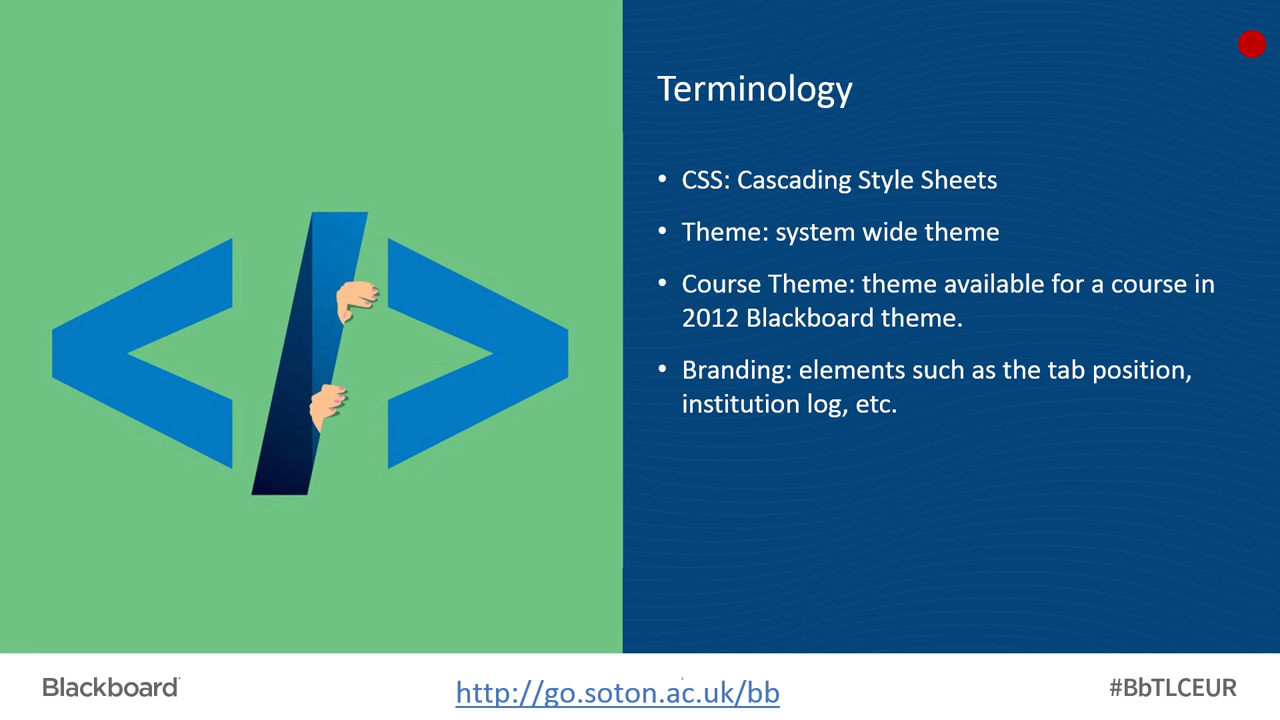 Terminology
• CSS: Cascading Style Sheets
• Theme: system wide theme
• Course Theme: theme available for a course in
2012 Blackboard theme.
• Branding: elements such as the tab position,
institution log, etc.
Blackboard
http://go.soton.ac.uk/bb
#BbTLCEUR